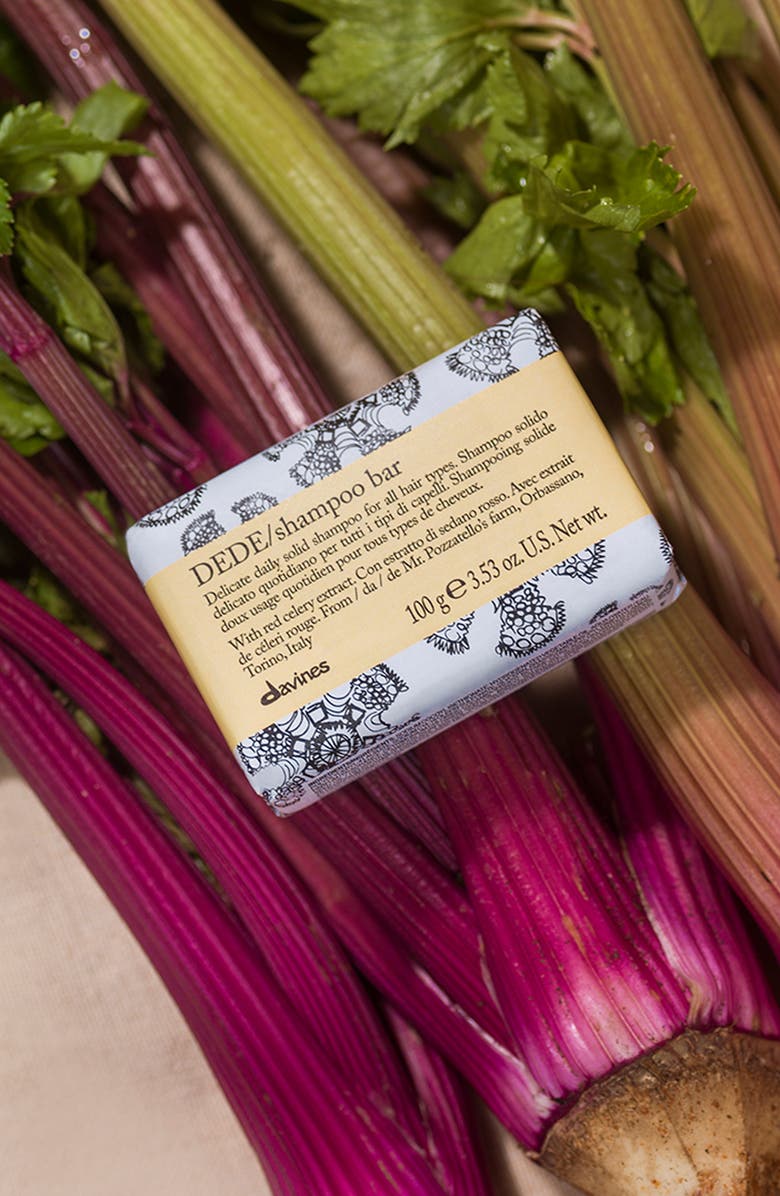 DEDE/shampoo bar
Delicate daily solid shampoo for all hair types. Shampoo solido
delicato quotidiano per tutti i tipi di capelli. Shampooing solide
doux usage quotidien pour tous types de cheveux.
With red celery extract. Con estratto di sedano rosso. Avec extrait
de céleri rouge. From / da / de Mr. Pozzarello's farm, Orbassano,
Torino, Italy
100 g e 3.53 oz. U.S. Net wt.
davines